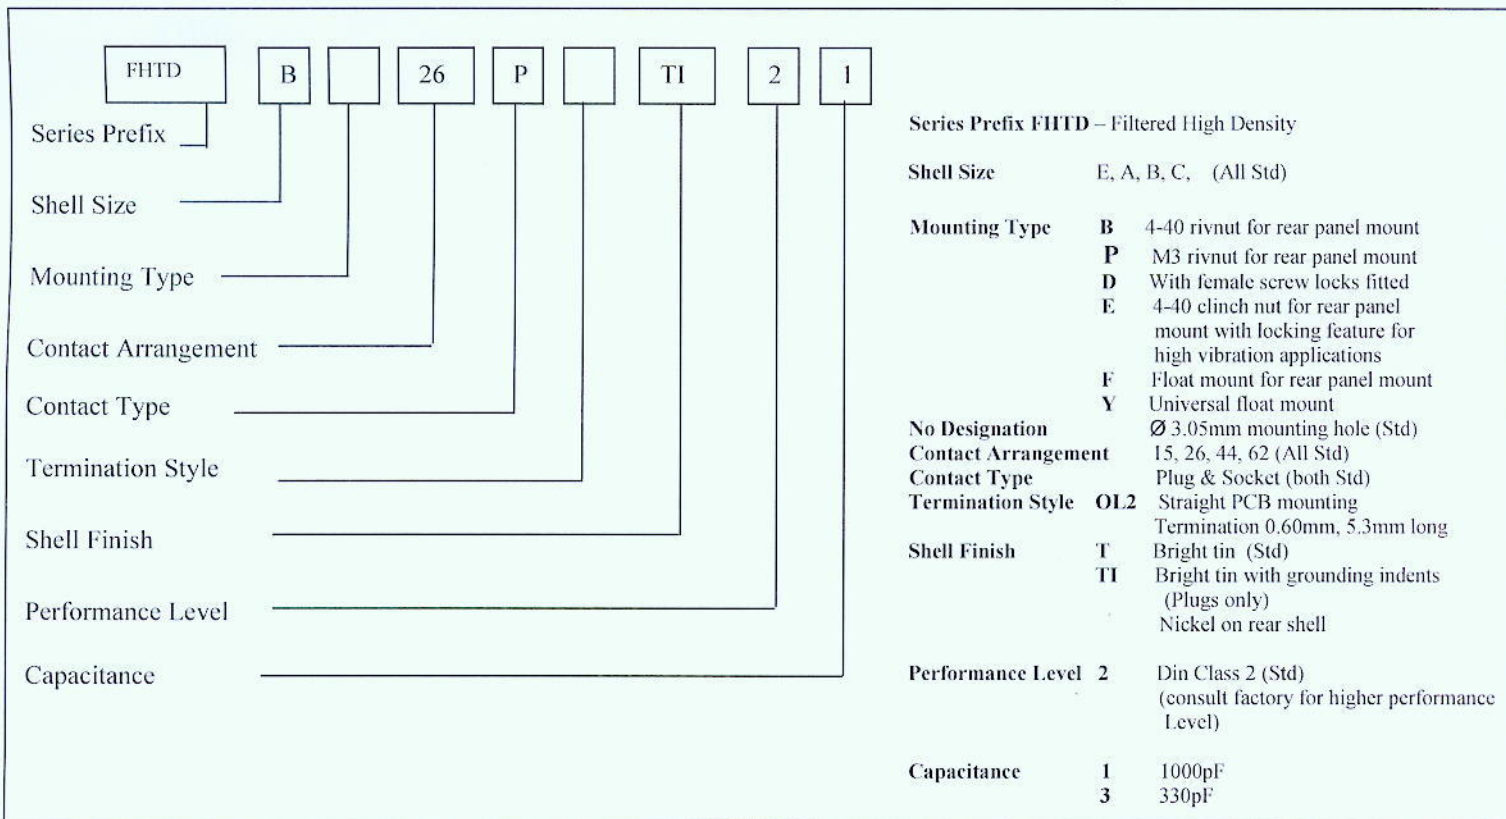 FHTD B 26 P TI 2 1
Series Prefix
Shell Size
Mounting Type
Contact Arrangement
Contact Type
Termination Style
Shell Finish
Performance Level
Capacitance
Series Prefix FHTD – Filtered High Density
Shell Size E, A, B, C, (All Std)
Mounting Type B 4-40 rivnut for rear panel mount
P M3 rivnut for rear panel mount
D With female screw locks fitted
E 4-40 clinch nut for rear panel
mount with locking feature for
high vibration applications
F Float mount for rear panel mount
Y Universal float mount
No Designation Ø 3.05mm mounting hole (Std)
Contact Arrangement 15, 26, 44, 62 (All Std)
Contact Type Plug & Socket (both Std)
Termination Style OL2 Straight PCB mounting
Termination 0.60mm, 5.3mm long
Shell Finish T Bright tin (Std)
TI Bright tin with grounding indents
(Plugs only)
Nickel on rear shell
Performance Level 2 Din Class 2 (Std)
(consult factory for higher performance
Level)
Capacitance 1 1000pF
3 330pF